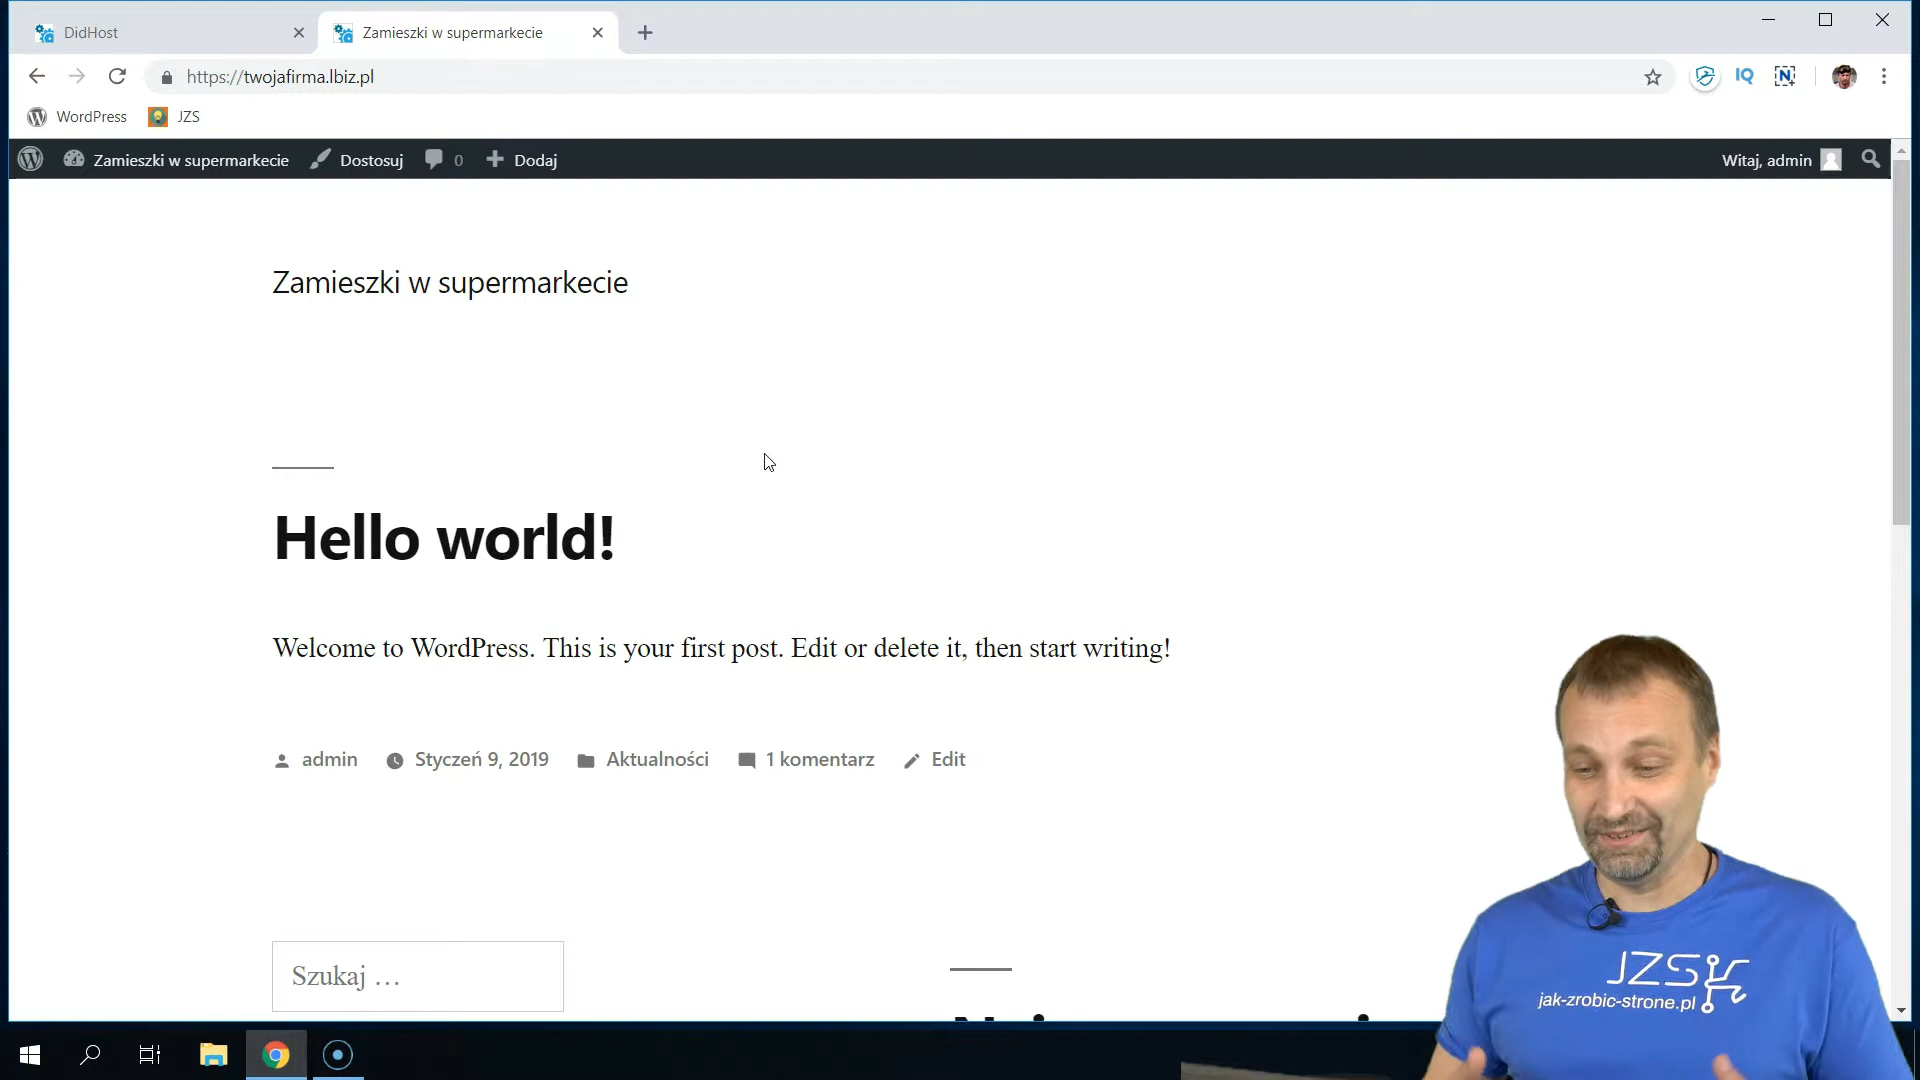 DidHost
Zamieszki w supermarkecie
https://twojafirma.lbiz.pl
IQ
N
WordPress
JZS
Zamieszki w supermarkecie
Dostosuj
0
Dodaj
Witaj, admin
Zamieszki w supermarkecie
Hello world!
Welcome to WordPress. This is your first post. Edit or delete it, then start writing!
admin
Styczeń 9, 2019
Aktualności
1 komentarz
Edit
Szukaj …
JZS
jak-zrobic-strone.pl